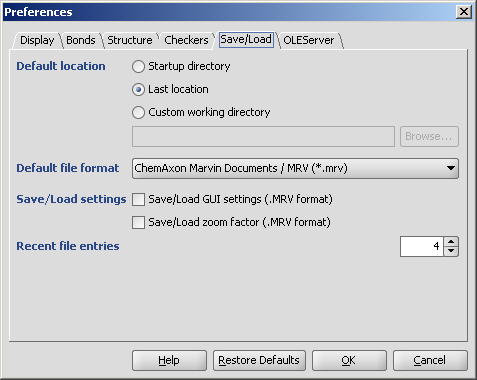 Preferences
Display Bonds Structure Checkers Save/Load OLEServer
Default location Startup directory
Last location
Custom working directory
Browse...
Default file format ChemAxon Marvin Documents / MRV (*.mrv)
Save/Load settings Save/Load GUI settings (.MRV format)
Save/Load zoom factor (.MRV format)
Recent file entries 4
Help Restore Defaults OK Cancel